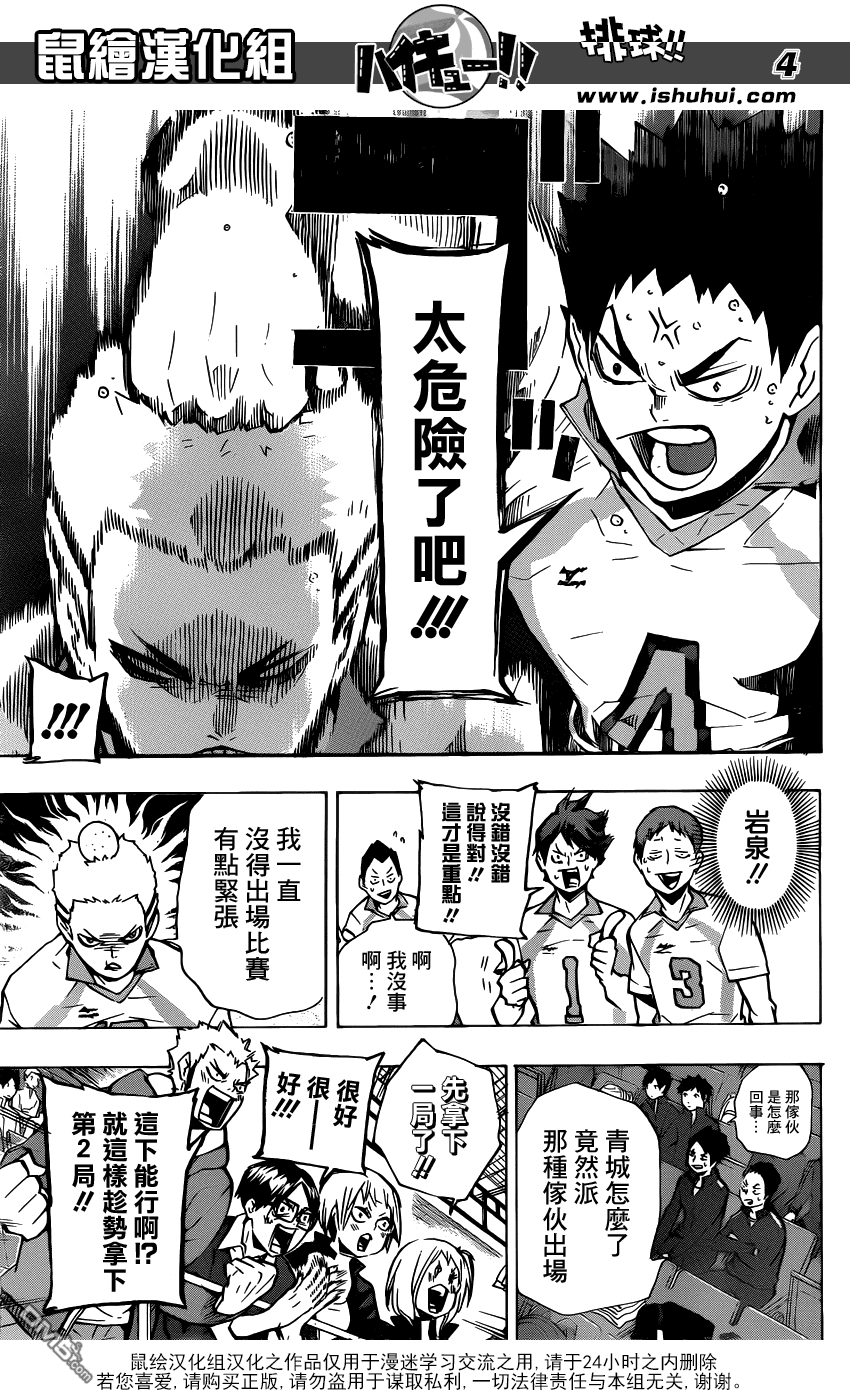 鼠繪漢化組
ハイキュー!!
排球!!
4
www.ishuhui.com
太危險了吧!!!
!!!
4
岩泉!!
沒錯沒錯
說得對!!
這才是重點!!
啊
我沒事
啊…!
1
3
我一直
沒得出場比賽
有點緊張
那傢伙
是怎麼
回事…
青城怎麼了
竟然派
那種傢伙出場
先拿下
一局了!!
很好
很——
好!!!
這下能行啊!?
就這樣趁勢拿下
第2局!!
鼠绘汉化组汉化之作品仅用于漫迷学习交流之用, 请于24小时之内删除
若您喜爱, 请购买正版, 请勿盗用于谋取私利, 一切法律责任与本组无关, 谢谢。